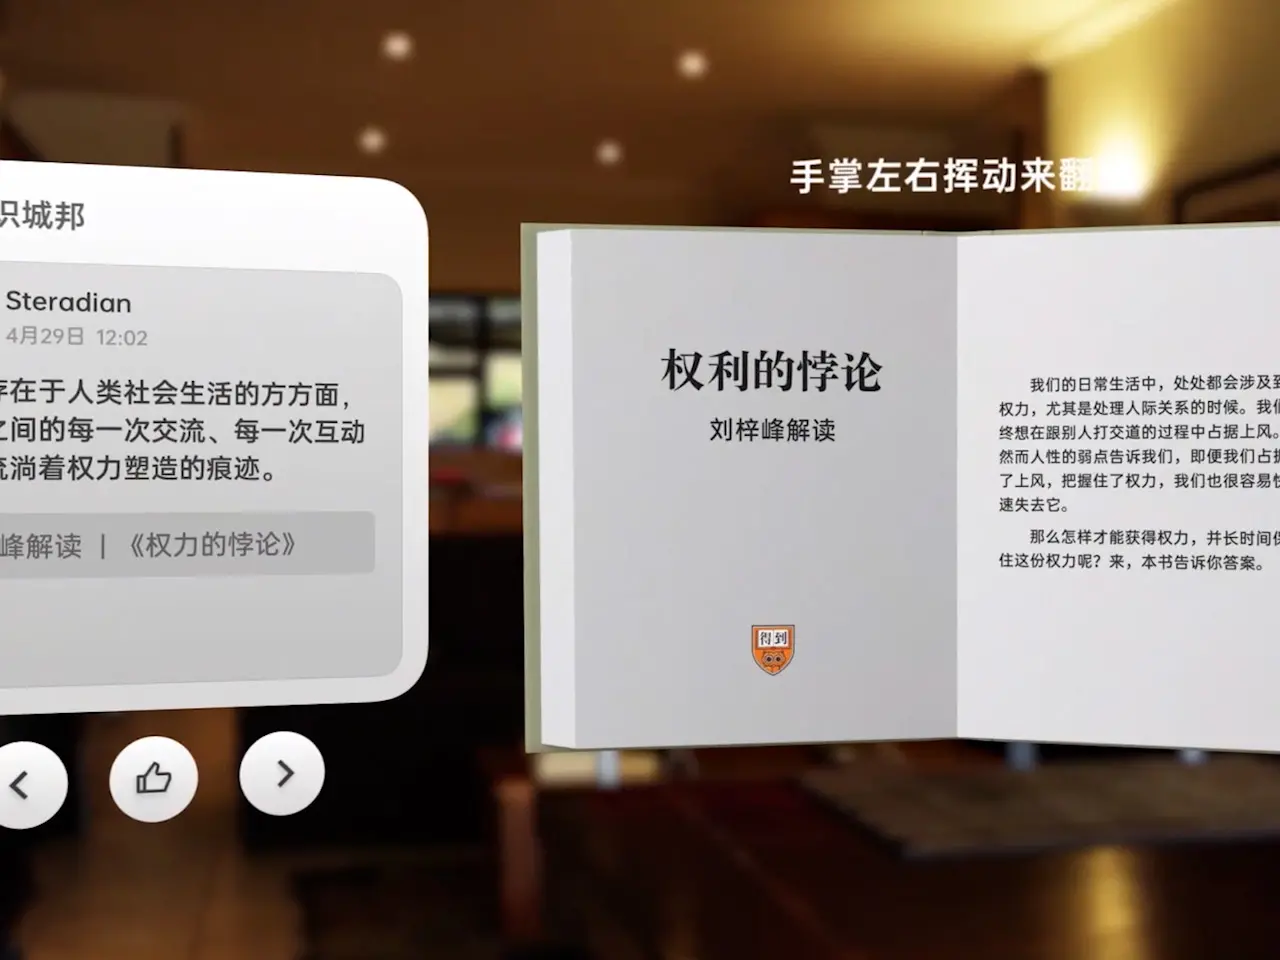 识城邦
Steradian
4月29日 12:02
存在于人类社会生活的方方面，
之间的每一次交流、每一次互动
流淌着权力塑造的痕迹。
峰解读 | 《权力的悖论》
手掌左右挥动来翻
权利的悖论
刘梓峰解读
得到
我们的日常生活中，处处都会涉及到
权力，尤其是处理人际关系的时候。我们
终想在跟别人打交道的过程中占据上风。
然而人性的弱点告诉我们，即便我们占据
了上风，把握住了权力，我们也很容易快
速失去它。
那么怎样才能获得权力，并长时间保
住这份权力呢？来，本书告诉你答案。